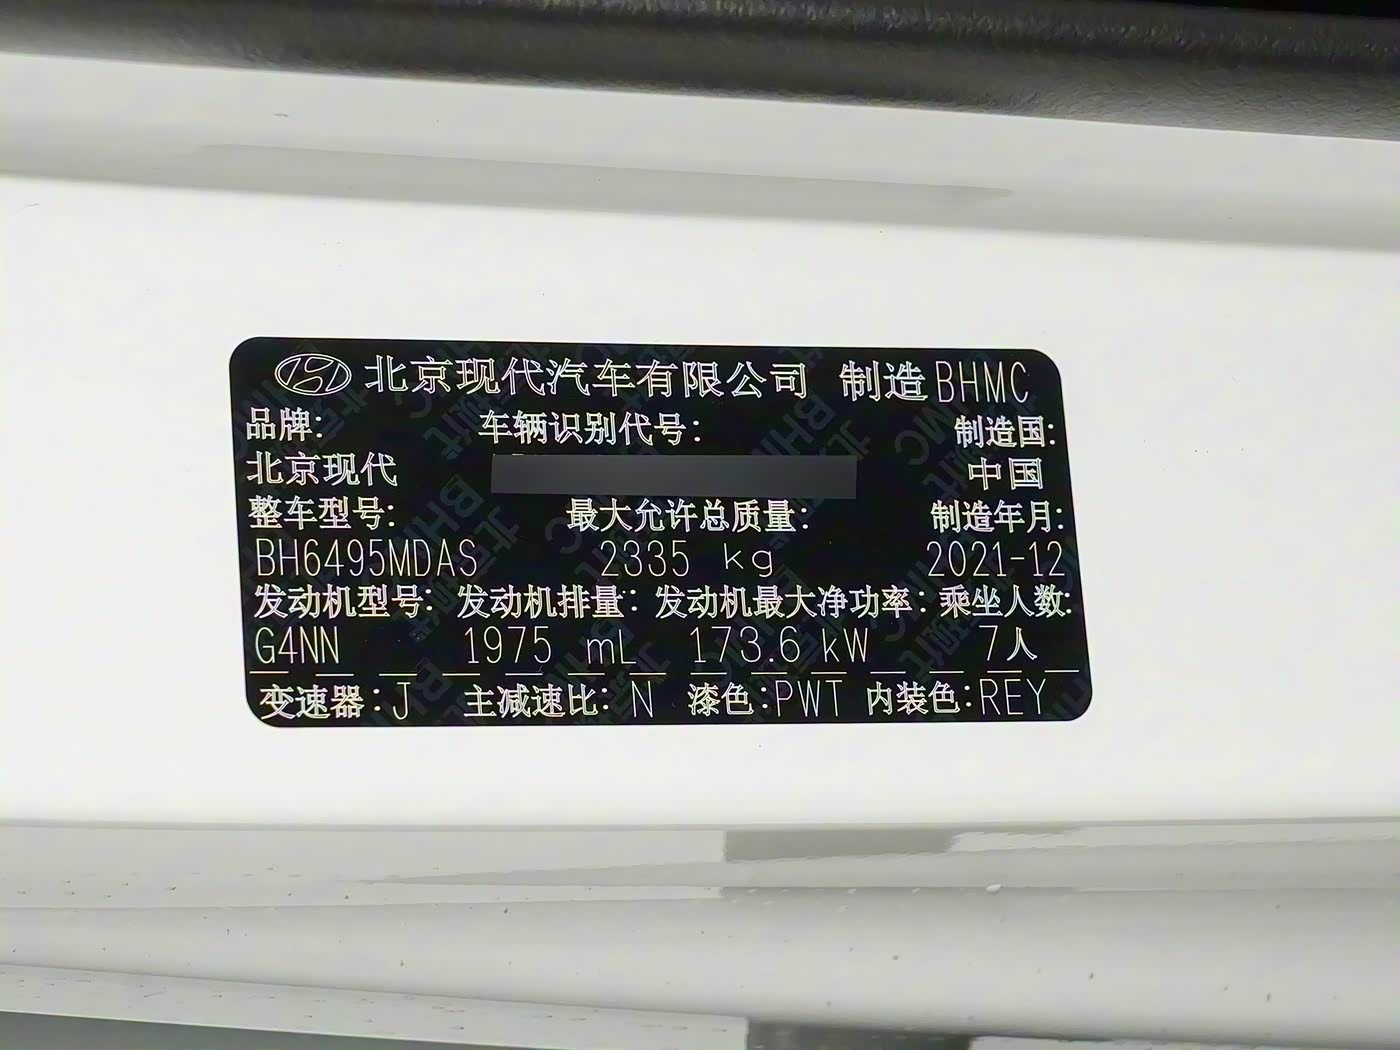 北京现代汽车有限公司 制造 BHMC
品牌: 车辆识别代号: 制造国:
北京现代 中国
整车型号: 最大允许总质量: 制造年月:
BH6495MDAS 2335 kg 2021-12
发动机型号: 发动机排量: 发动机最大净功率: 乘坐人数:
G4NN 1975 mL 173.6 kW 7人
变速器: J 主减速比: N 漆色: PWT 内装色: REY